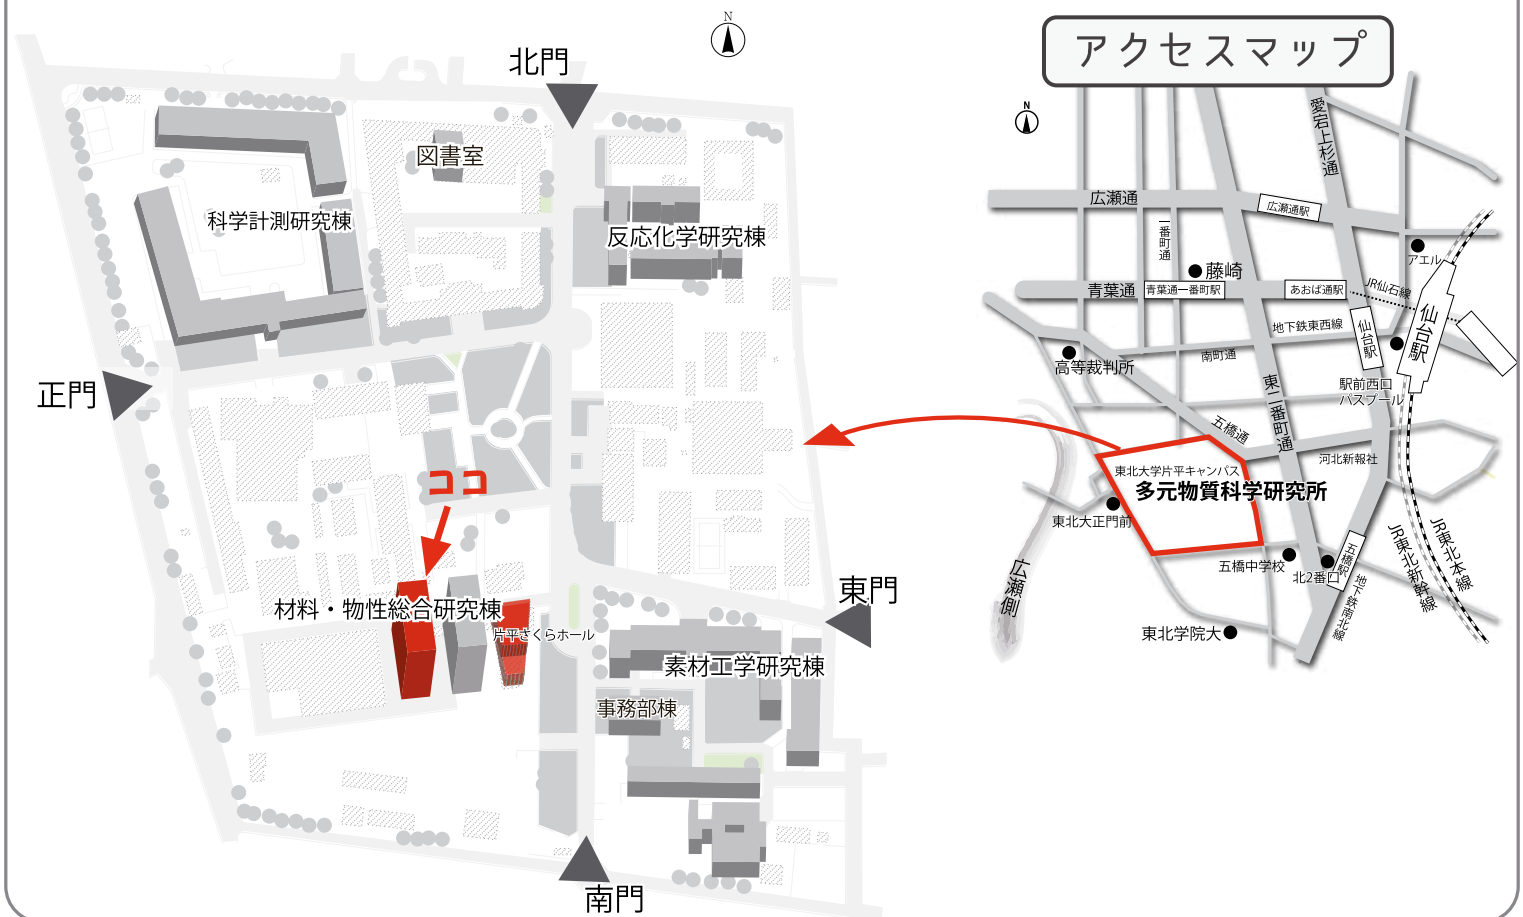 アクセスマップ
N
北門
図書室
科学計測研究棟
反応化学研究棟
正門
ココ
材料・物性総合研究棟
片平さくらホール
東門
素材工学研究棟
事務部棟
南門
N
愛宕上杉通
広瀬通
広瀬通駅
一番町通
アエル
藤崎
青葉通
青葉通一番町駅
あおば通駅
JR仙石線
仙台駅
地下鉄東西線
仙台駅
南町通
高等裁判所
駅前西口
バスプール
東二番町通
五橋通
河北新報社
東北大学片平キャンパス
多元物質科学研究所
東北大正門前
JR東北新幹線
JR東北本線
広瀬側
五橋中学校
北2番口
五橋駅
地下鉄南北線
東北学院大